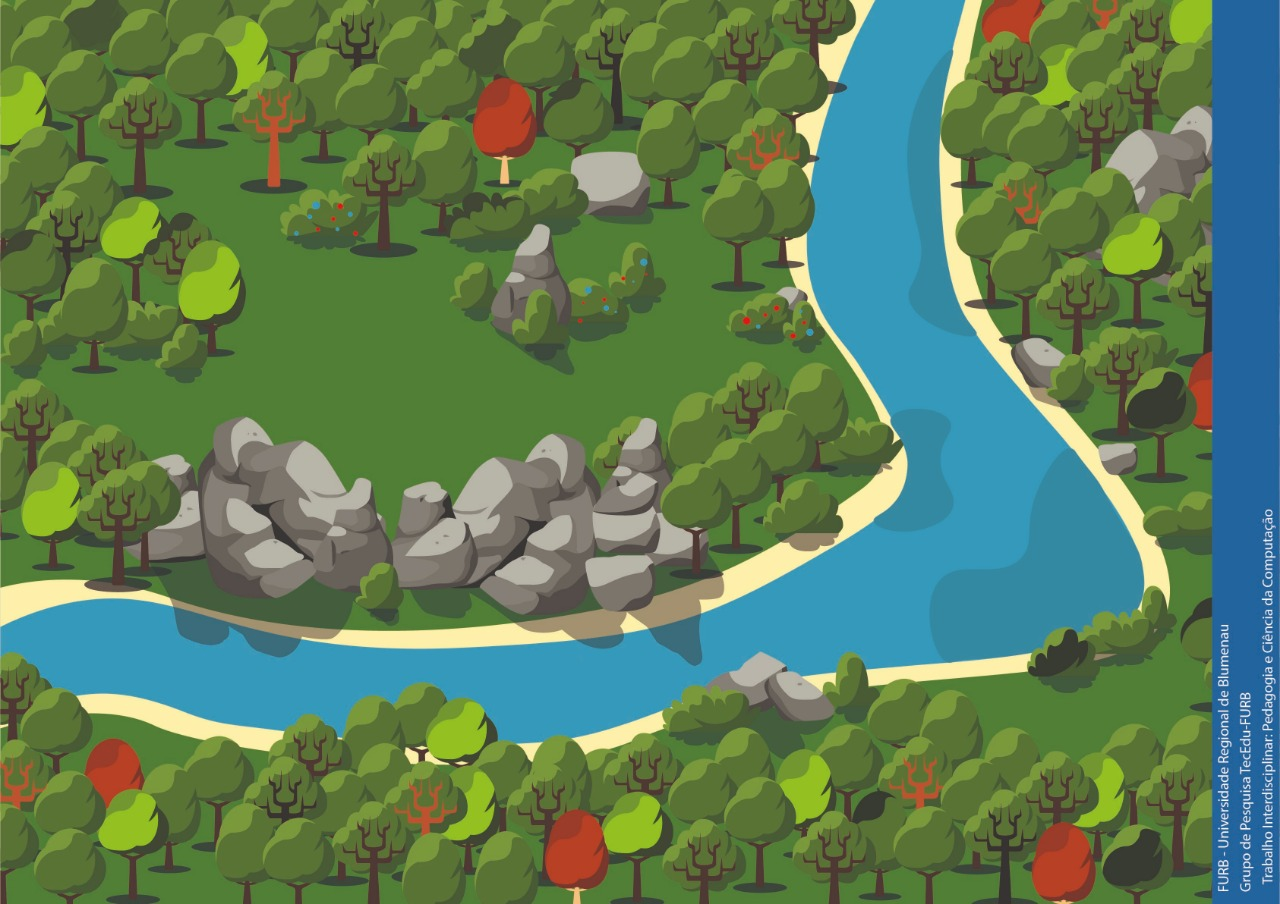 FURB - Universidade Regional de Blumenau
Grupo de Pesquisa TecEdu-FURB
Trabalho Interdisciplinar: Pedagogia e Ciência da Computação